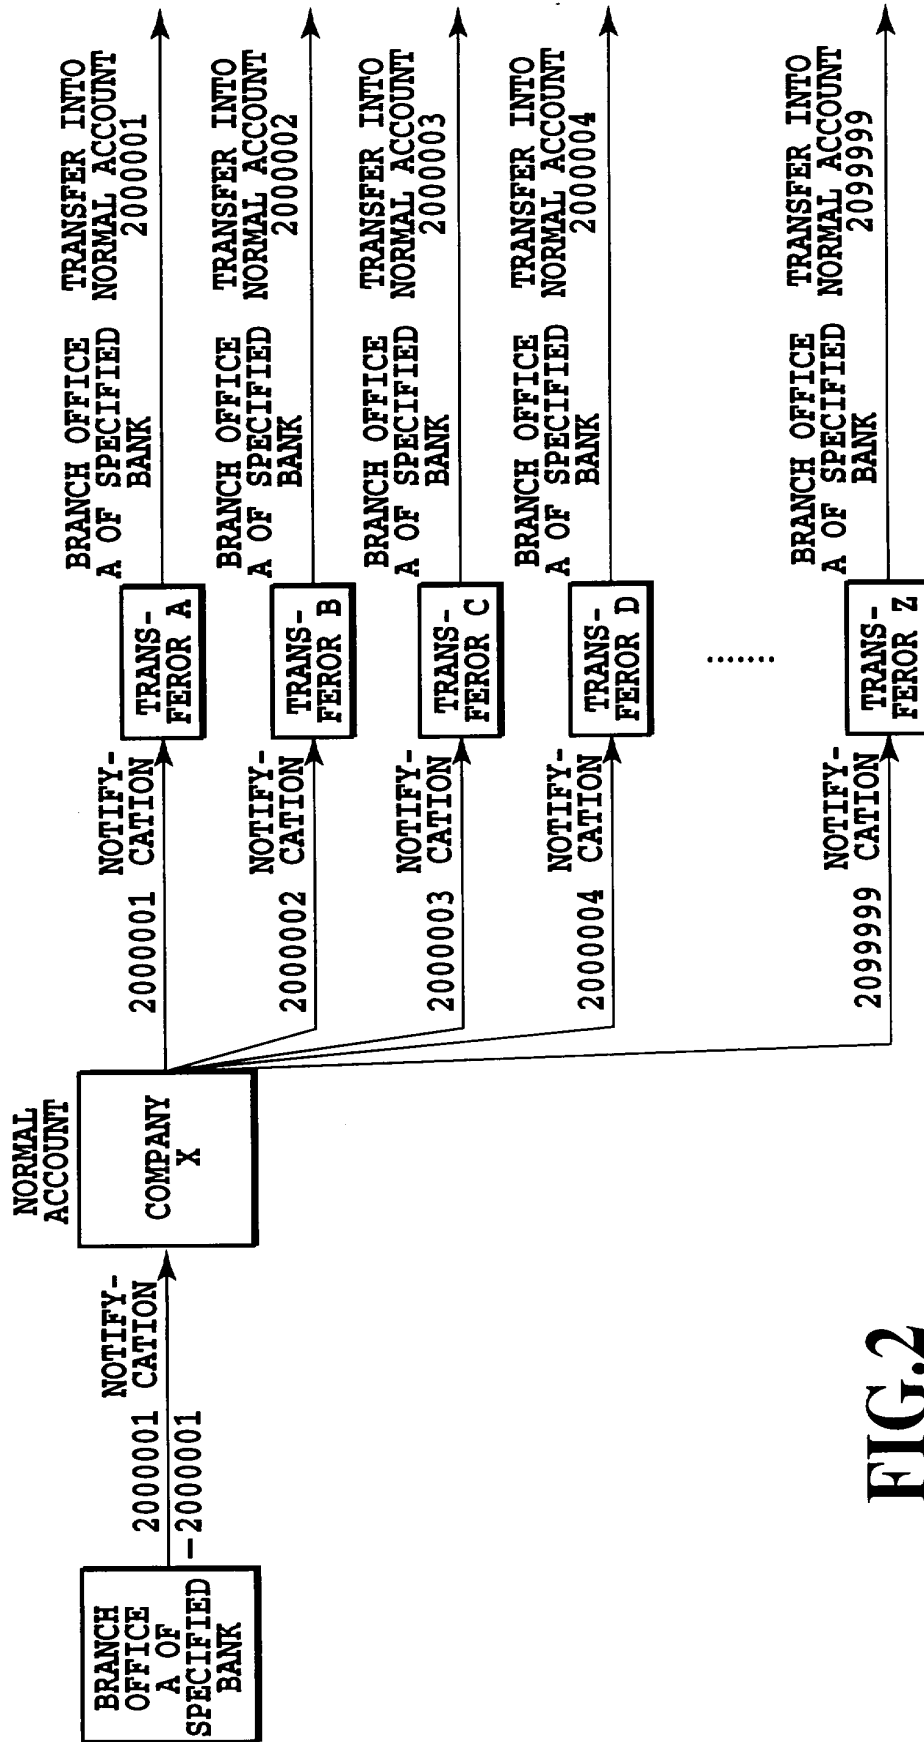 BRANCH
OFFICE
A OF
SPECIFIED
BANK
2000001
—2000001
NOTIFY-
CATION
NORMAL
ACCOUNT
COMPANY
X
2000001
NOTIFY-
CATION
TRANS-
FEROR A
BRANCH OFFICE
A OF SPECIFIED
BANK
TRANSFER INTO
NORMAL ACCOUNT
2000001
2000002
NOTIFY-
CATION
TRANS-
FEROR B
BRANCH OFFICE
A OF SPECIFIED
BANK
TRANSFER INTO
NORMAL ACCOUNT
2000002
2000003
NOTIFY-
CATION
TRANS-
FEROR C
BRANCH OFFICE
A OF SPECIFIED
BANK
TRANSFER INTO
NORMAL ACCOUNT
2000003
2000004
NOTIFY-
CATION
TRANS-
FEROR D
BRANCH OFFICE
A OF SPECIFIED
BANK
TRANSFER INTO
NORMAL ACCOUNT
2000004
.......
2099999
NOTIFY-
CATION
TRANS-
FEROR Z
BRANCH OFFICE
A OF SPECIFIED
BANK
TRANSFER INTO
NORMAL ACCOUNT
2099999
FIG.2